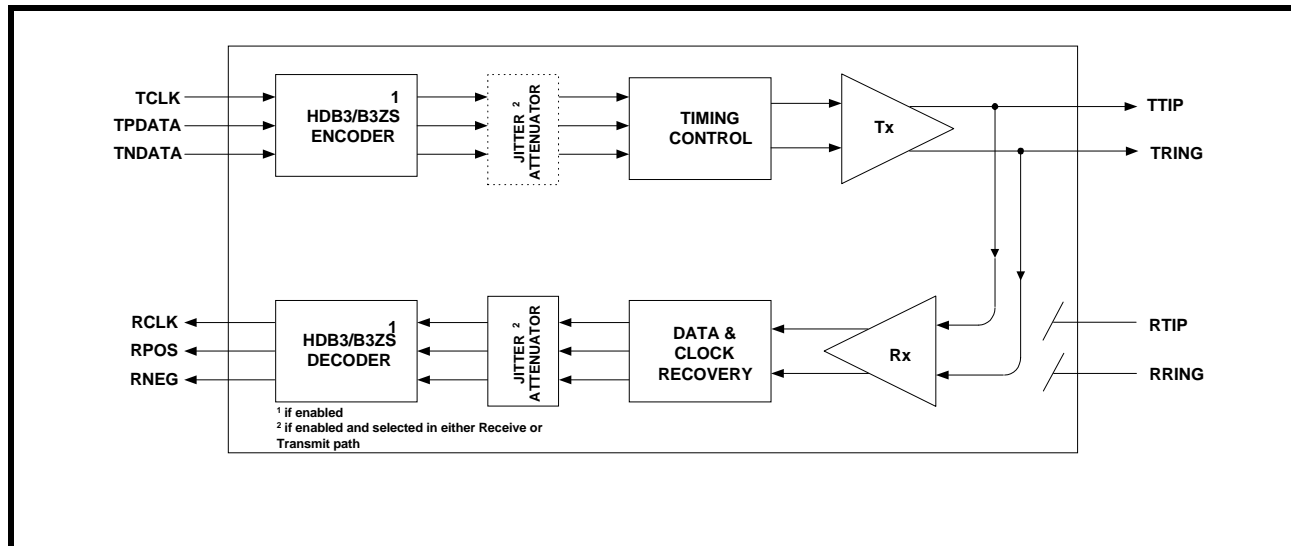 TCLK
TPDATA
TNDATA
1
HDB3/B3ZS
ENCODER
JITTER 2
ATTENUATOR
TIMING
CONTROL
Tx
TTIP
TRING
RCLK
RPOS
RNEG
1
HDB3/B3ZS
DECODER
JITTER 2
ATTENUATOR
DATA &
CLOCK
RECOVERY
Rx
RTIP
RRING
1 if enabled
2 if enabled and selected in either Receive or
Transmit path